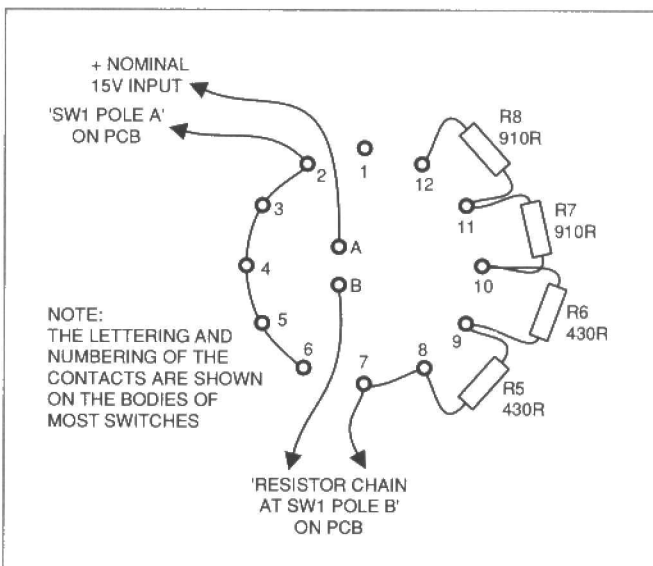 + NOMINAL
15V INPUT
'SW1 POLE A'
ON PCB
2
1
12
R8
910R
3
11
R7
910R
A
4
10
B
R6
430R
NOTE:
THE LETTERING AND
NUMBERING OF THE
CONTACTS ARE SHOWN
ON THE BODIES OF
MOST SWITCHES
5
9
6
7
8
R5
430R
'RESISTOR CHAIN
AT SW1 POLE B'
ON PCB